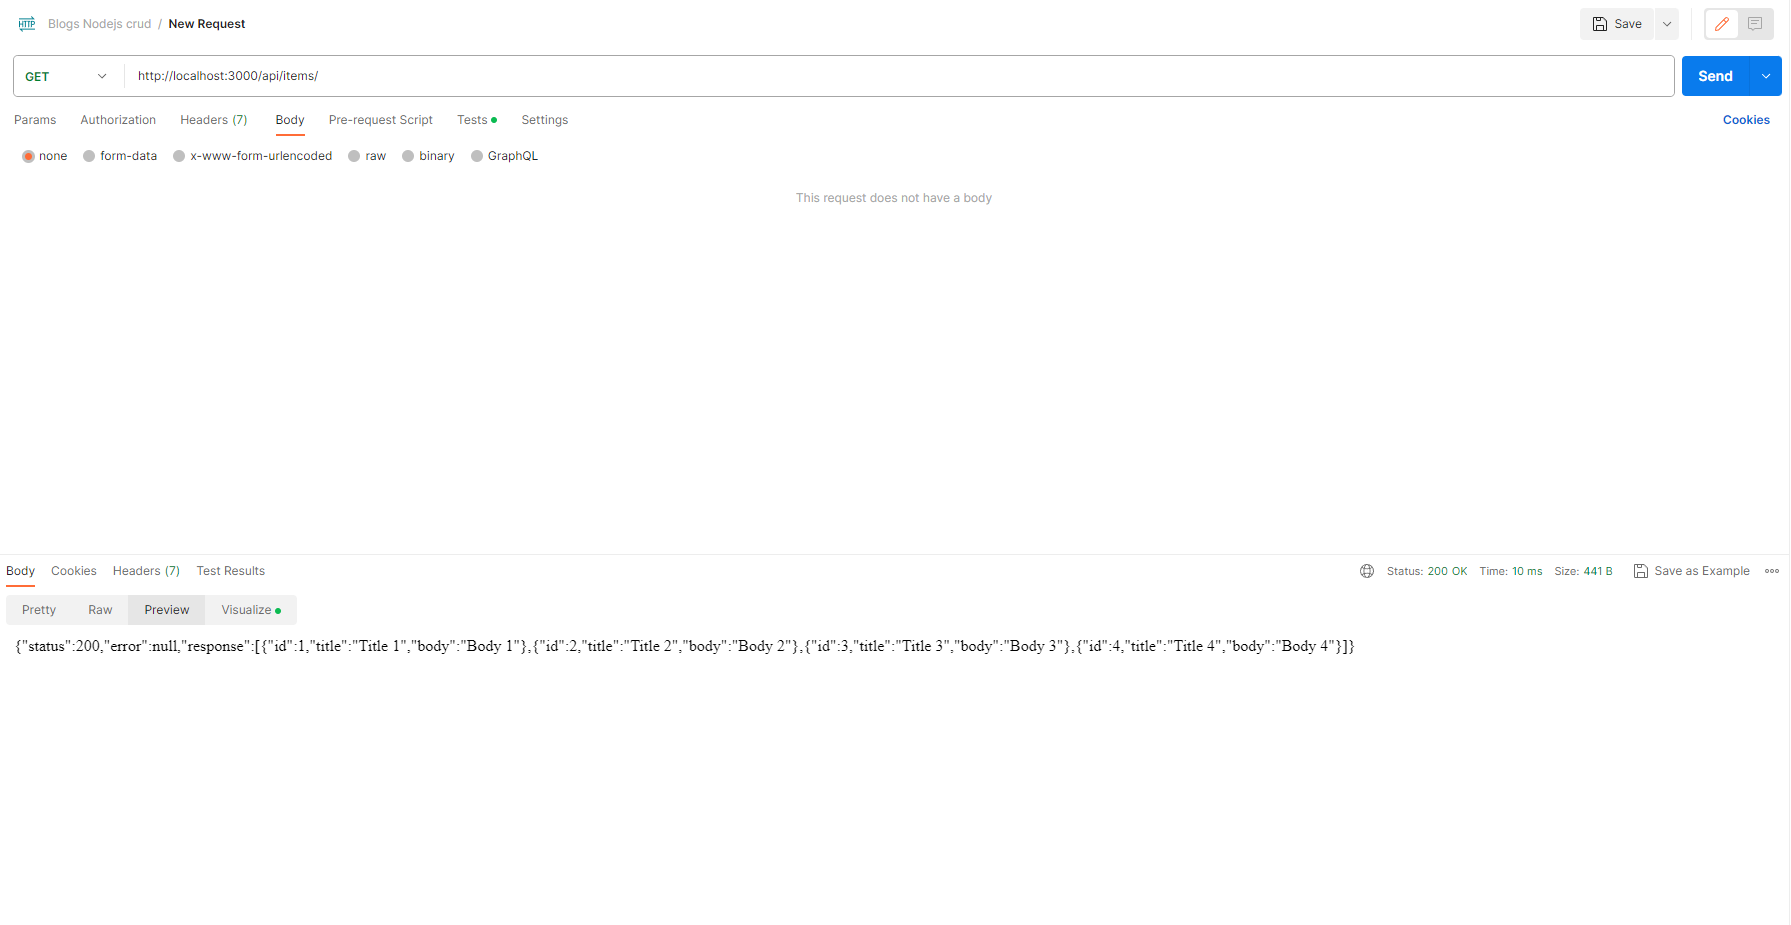 HTTP Blogs Nodejs crud / New Request Save
GET http://localhost:3000/api/items/ Send
Params Authorization Headers (7) Body Pre-request Script Tests Settings Cookies
none form-data x-www-form-urlencoded raw binary GraphQL
This request does not have a body
Body Cookies Headers (7) Test Results Status: 200 OK Time: 10 ms Size: 441 B Save as Example
Pretty Raw Preview Visualize
{"status":200,"error":null,"response":[{"id":1,"title":"Title 1","body":"Body 1"},{"id":2,"title":"Title 2","body":"Body 2"},{"id":3,"title":"Title 3","body":"Body 3"},{"id":4,"title":"Title 4","body":"Body 4"}]}